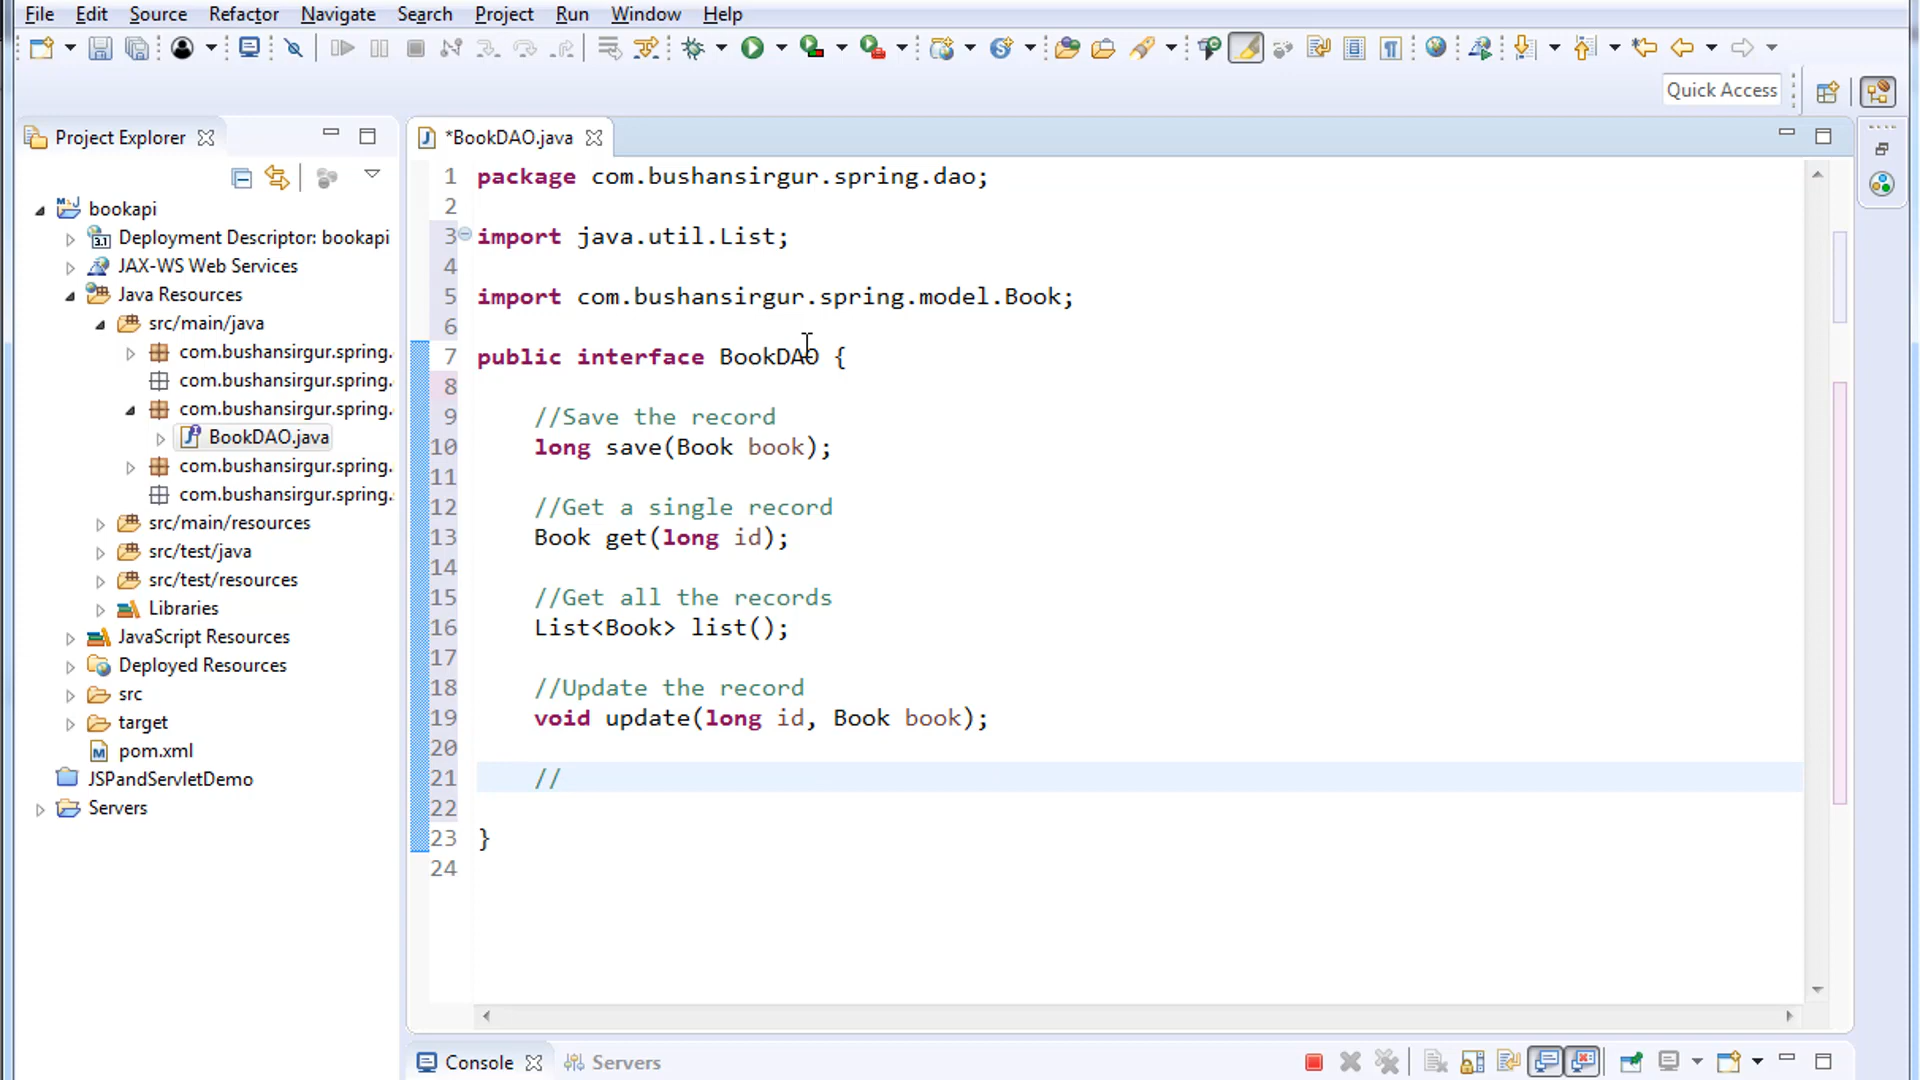 File Edit Source Refactor Navigate Search Project Run Window Help
Quick Access
Project Explorer
*BookDAO.java
bookapi
Deployment Descriptor: bookapi
JAX-WS Web Services
Java Resources
src/main/java
com.bushansirgur.spring.
com.bushansirgur.spring.
com.bushansirgur.spring.
BookDAO.java
com.bushansirgur.spring.
com.bushansirgur.spring.
src/main/resources
src/test/java
src/test/resources
Libraries
JavaScript Resources
Deployed Resources
src
target
pom.xml
JSPandServletDemo
Servers
1 package com.bushansirgur.spring.dao;
2
3 import java.util.List;
4
5 import com.bushansirgur.spring.model.Book;
6
7 public interface BookDAO {
8
9 //Save the record
10 long save(Book book);
11
12 //Get a single record
13 Book get(long id);
14
15 //Get all the records
16 List<Book> list();
17
18 //Update the record
19 void update(long id, Book book);
20
21 //
22
23 }
24
Console Servers